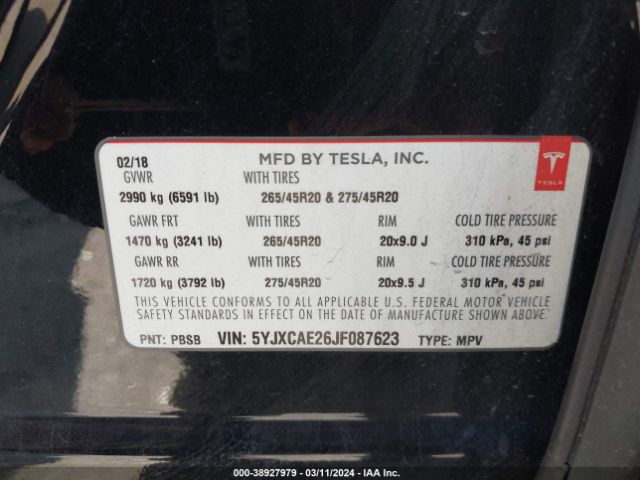 02/18 MFD BY TESLA, INC.
GVWR WITH TIRES
2990 kg (6591 lb) 265/45R20 & 275/45R20
GAWR FRT WITH TIRES RIM COLD TIRE PRESSURE
1470 kg (3241 lb) 265/45R20 20x9.0 J 310 kPa, 45 psi
GAWR RR WITH TIRES RIM COLD TIRE PRESSURE
1720 kg (3792 lb) 275/45R20 20x9.5 J 310 kPa, 45 psi
THIS VEHICLE CONFORMS TO ALL APPLICABLE U.S. FEDERAL MOTOR VEHICLE
SAFETY STANDARDS IN EFFECT ON THE DATE OF MANUFACTURE SHOWN ABOVE.
PNT: PBSB VIN: 5YJXCAE26JF087623 TYPE: MPV
TESLA
000-38927979 - 03/11/2024 - IAA Inc.